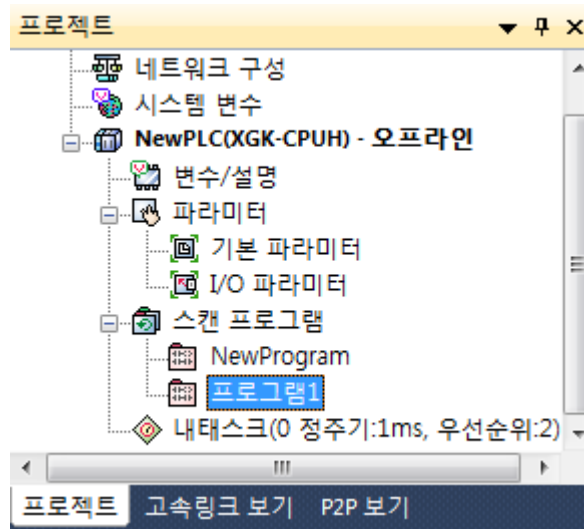 프로젝트
네트워크 구성
시스템 변수
NewPLC(XGK-CPUH) - 오프라인
변수/설명
파라미터
기본 파라미터
I/O 파라미터
스캔 프로그램
NewProgram
프로그램1
내태스크(0 정주기:1ms, 우선순위:2)
프로젝트 고속링크 보기 P2P 보기